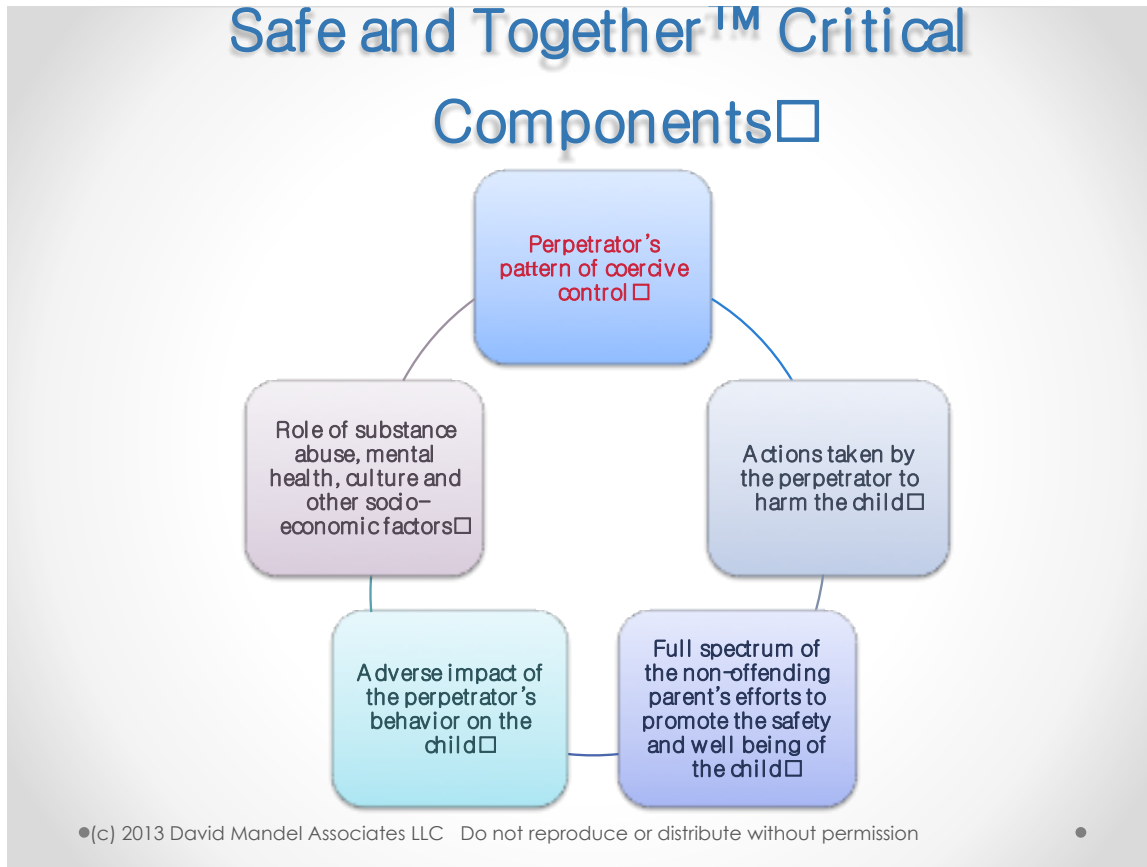 Safe and Together™ Critical
Components□
Perpetrator's
pattern of coercive
control□
Actions taken by
the perpetrator to
harm the child□
Full spectrum of
the non-offending
parent's efforts to
promote the safety
and well being of
the child□
Adverse impact of
the perpetrator's
behavior on the
child□
Role of substance
abuse, mental
health, culture and
other socio-
economic factors□
•(c) 2013 David Mandel Associates LLC   Do not reproduce or distribute without permission •